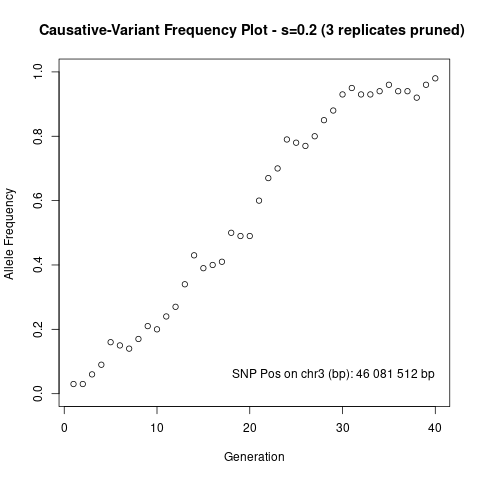 Causative-Variant Frequency Plot - s=0.2 (3 replicates pruned)
1.0
0.8
0.6
0.4
0.2
0.0
Allele Frequency
SNP Pos on chr3 (bp): 46 081 512 bp
0 10 20 30 40
Generation